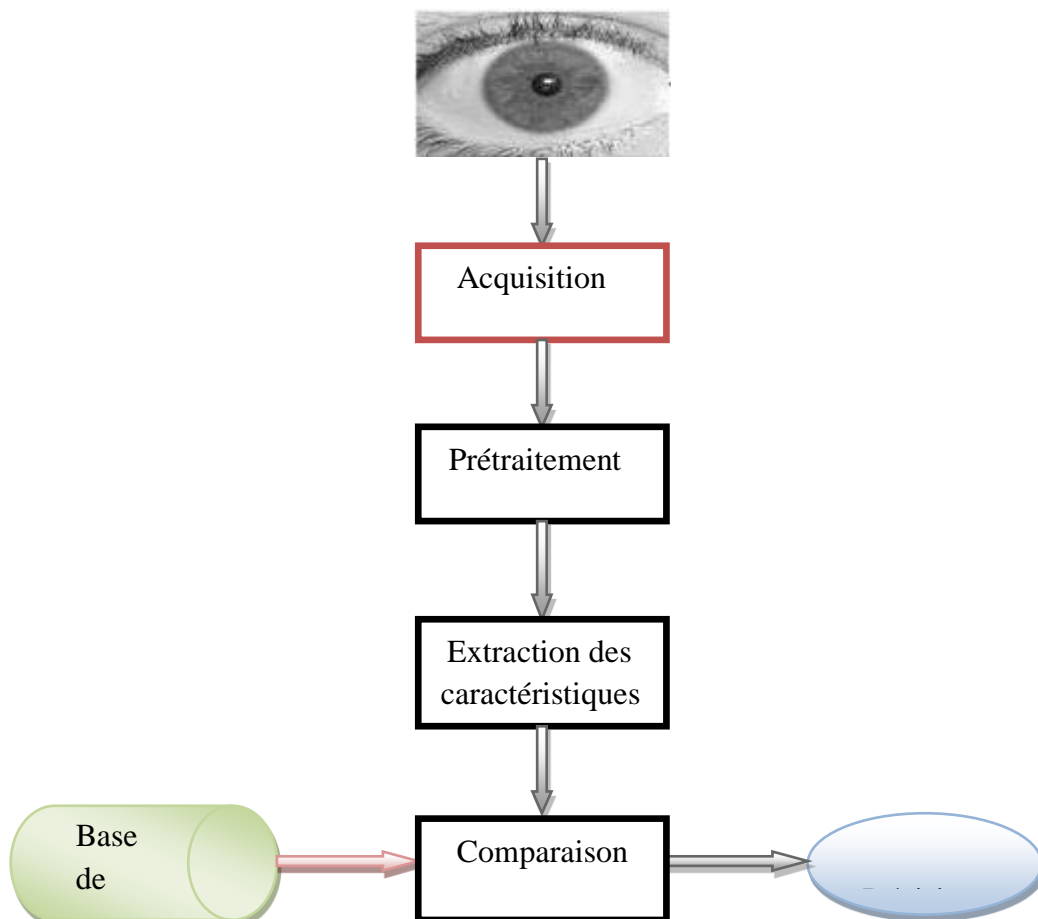 Acquisition
Prétraitement
Extraction des
caractéristiques
Base
de
Comparaison